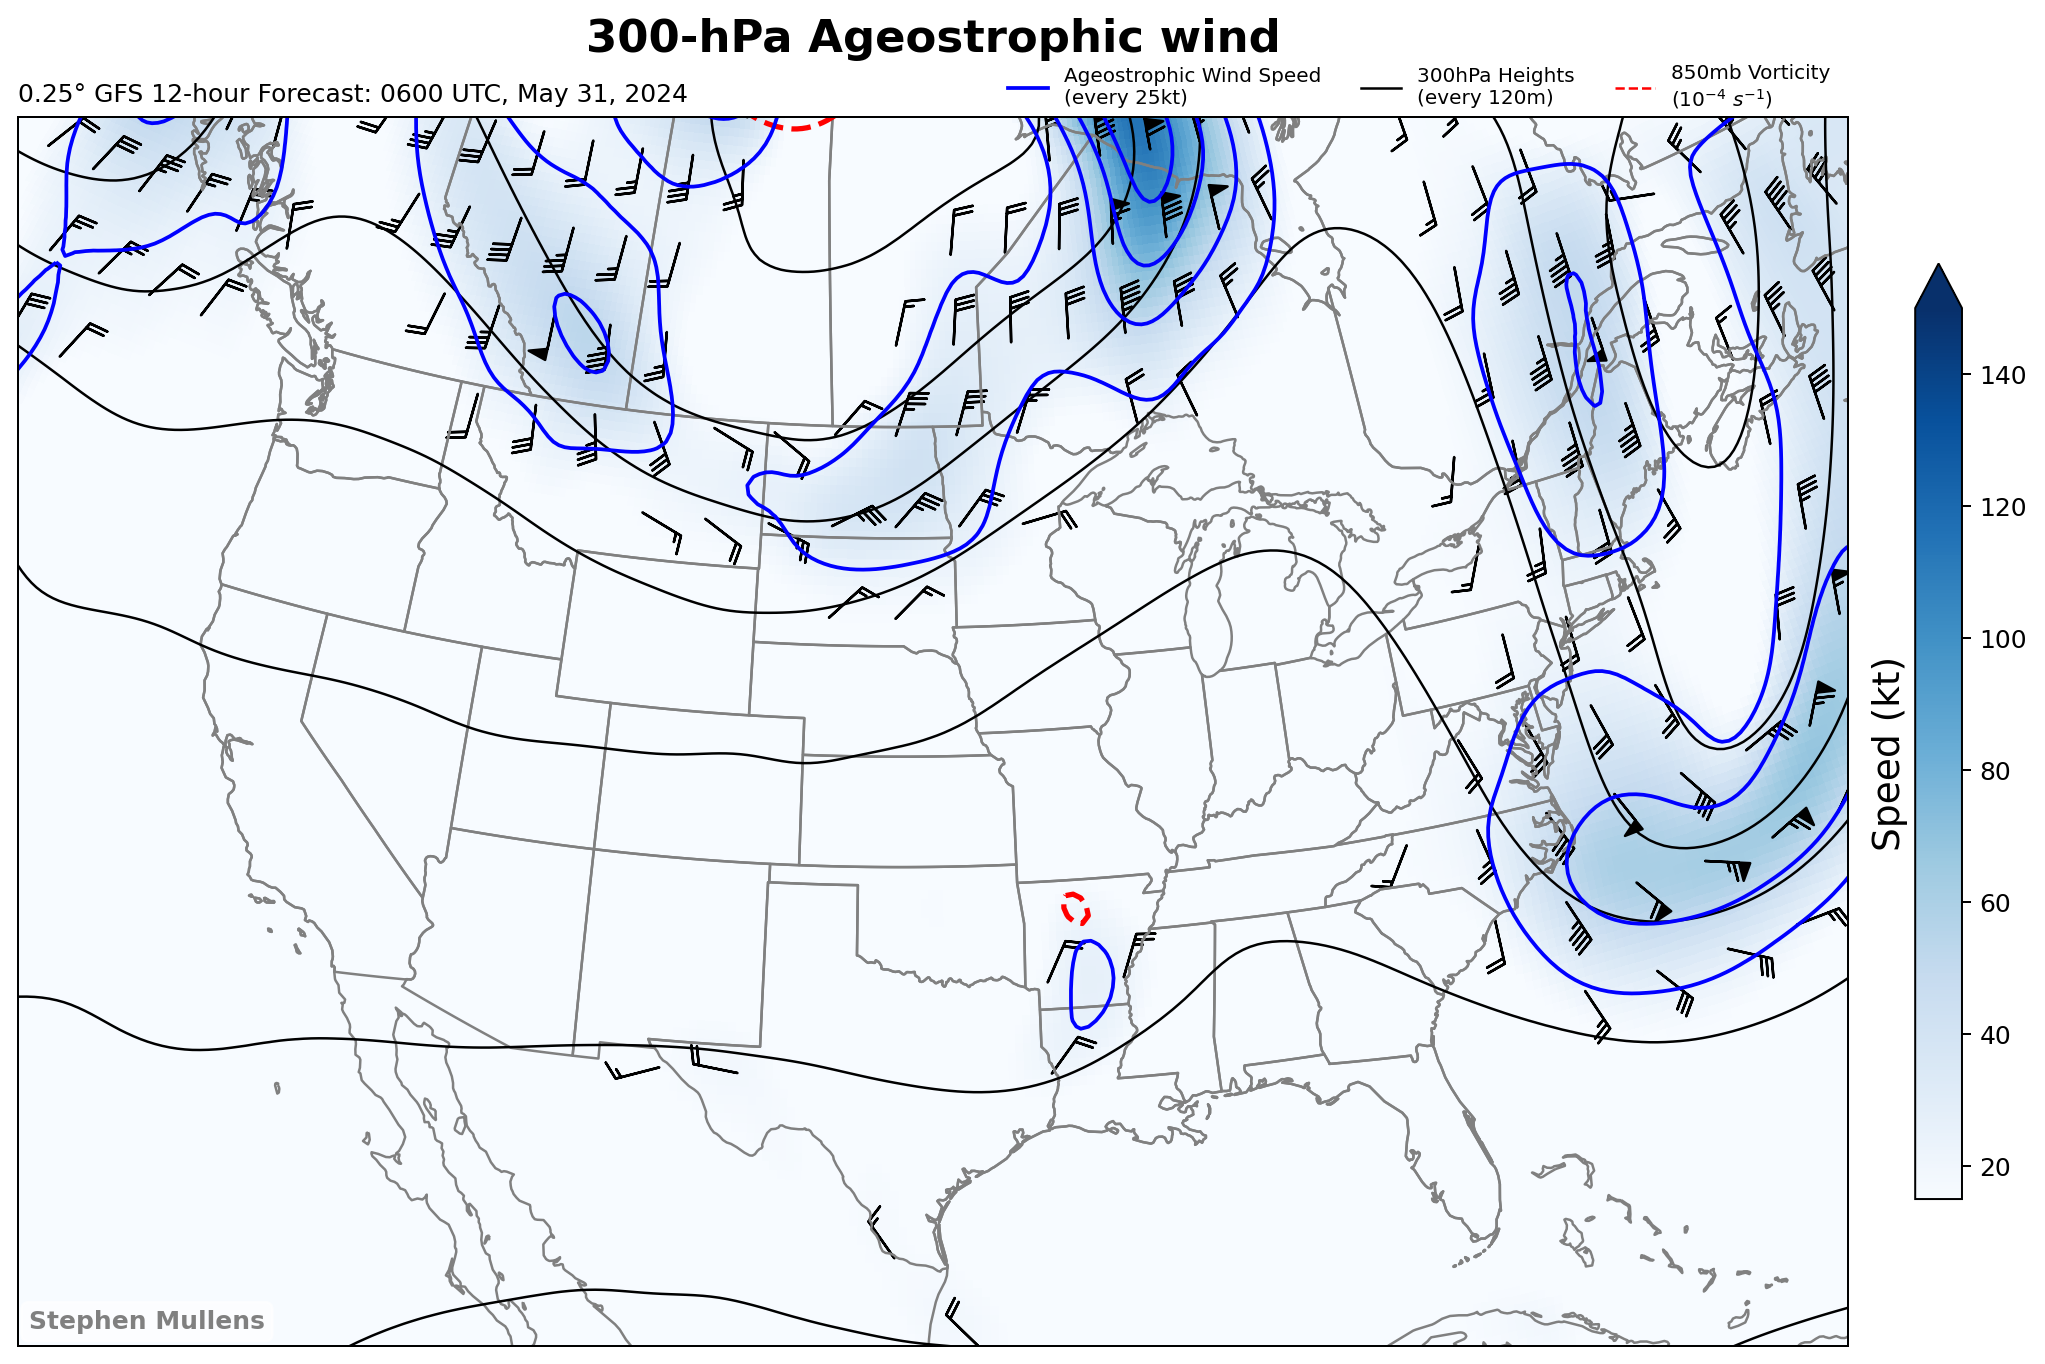 300-hPa Ageostrophic wind
0.25° GFS 12-hour Forecast: 0600 UTC, May 31, 2024
Ageostrophic Wind Speed
(every 25kt)
300hPa Heights
(every 120m)
850mb Vorticity
(10⁻⁴ s⁻¹)
140
120
100
80
60
40
20
Speed (kt)
Stephen Mullens